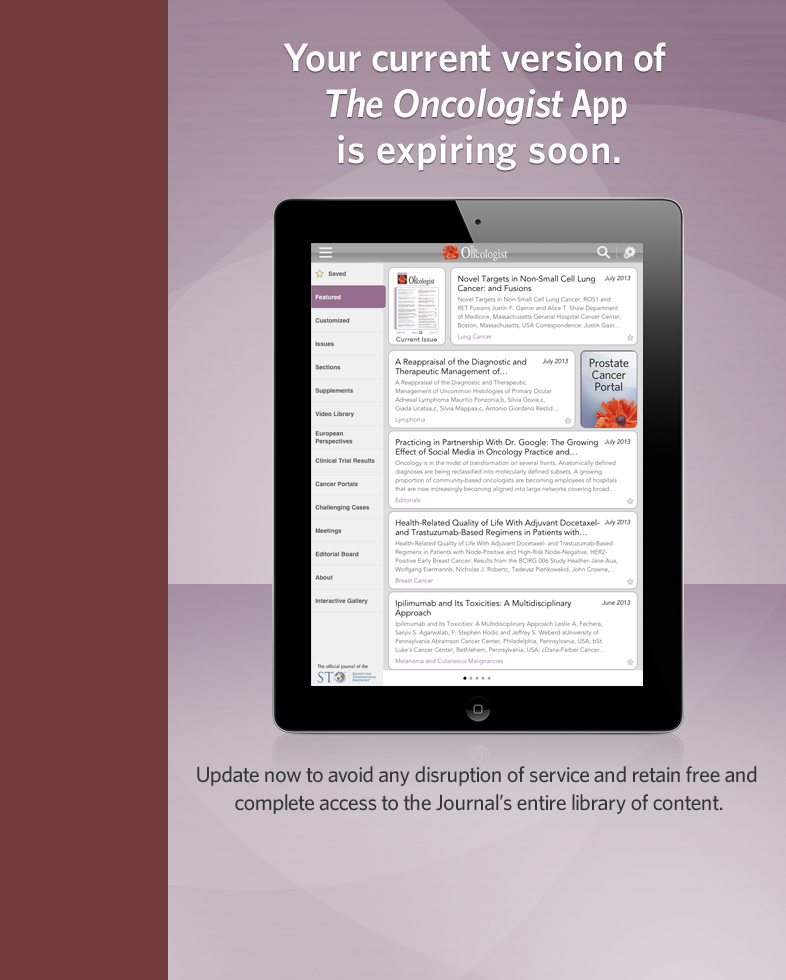 Your current version of
The Oncologist App
is expiring soon.
The Oncologist
Saved
Featured
Customized
Issues
Sections
Supplements
Video Library
European
Perspectives
Clinical Trial Results
Cancer Portals
Challenging Cases
Meetings
Editorial Board
About
Interactive Gallery
The official journal of the
ST
Oncologist
Current Issue
Novel Targets in Non-Small Cell Lung
Cancer: and Fusions
July 2013
Novel Targets in Non-Small Cell Lung Cancer: ROS1 and
RET Fusions Justin F. Gainor and Alice T. Shaw Department
of Medicine, Massachusetts General Hospital Cancer Center,
Boston, Massachusetts, USA Correspondence: Justin Gain...
Lung Cancer
A Reappraisal of the Diagnostic and
Therapeutic Management of...
July 2013
A Reappraisal of the Diagnostic and Therapeutic
Management of Uncommon Histologies of Primary Ocular
Adnexal Lymphoma Maurilio Ponzonia,b, Silvia Govia,c,
Giada Licataa,c, Silvia Mappaa,c, Antonio Giordano Restid...
Lymphoma
Prostate
Cancer
Portal
Practicing in Partnership With Dr. Google: The Growing
Effect of Social Media in Oncology Practice and...
July 2013
Oncology is in the midst of transformation on several fronts. Anatomically defined
diagnoses are being reclassified into molecularly defined subsets. A growing
proportion of community-based oncologists are becoming employees of hospitals
that are now increasingly becoming aligned into large networks covering broad...
Editorials
Health-Related Quality of Life With Adjuvant Docetaxel-
and Trastuzumab-Based Regimens in Patients with...
July 2013
Health-Related Quality of Life With Adjuvant Docetaxel- and Trastuzumab-Based
Regimens in Patients with Node-Positive and High-Risk Node-Negative, HER2-
Positive Early Breast Cancer: Results from the BCIRG 006 Study Heather-Jane Aua,
Wolfgang Eiermannb, Nicholas J. Robertz, Tadeusz Pieńkowskid, John Crowne,...
Breast Cancer
Ipilimumab and Its Toxicities: A Multidisciplinary
Approach
June 2013
Ipilimumab and Its Toxicities: A Multidisciplinary Approach Leslie A. Fechera,
Sanjiv S. Agarwalab, F. Stephen Hodic and Jeffrey S. Weberd aUniversity of
Pennsylvania Abramson Cancer Center, Philadelphia, Pennsylvania, USA; bSt.
Luke's Cancer Center, Bethlehem, Pennsylvania, USA; cDana-Farber Cancer...
Melanoma and Cutaneous Malignancies
Update now to avoid any disruption of service and retain free and
complete access to the Journal's entire library of content.